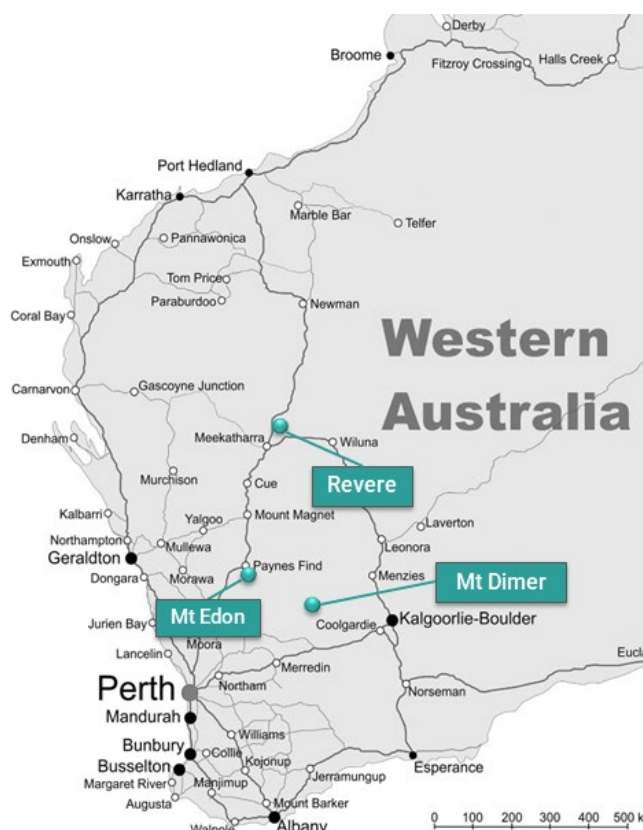 Derby
Broome
Fitzroy Crossing
Halls Creek
Port Hedland
Karratha
Marble Bar
Telfer
Onslow
Pannawonica
Exmouth
Tom Price
Paraburdoo
Newman
Coral Bay
Western
Australia
Carnarvon
Gascoyne Junction
Denham
Meekatharra
Wiluna
Revere
Murchison
Cue
Kalbarri
Yalgoo
Mount Magnet
Laverton
Northampton
Mullewa
Leonora
Geraldton
Paynes Find
Dongara
Morawa
Menzies
Mt Dimer
Mt Edon
Jurien Bay
Kalgoorlie-Boulder
Coolgardie
Moora
Lancelin
Merredin
Eucla
Perth
Northam
Norseman
Mandurah
Williams
Bunbury
Collie
Busselton
Kojonup
Esperance
Margaret River
Manjimup
Jerramungup
Augusta
Mount Barker
Walpole
Albany
0 100 200 300 400 500 K